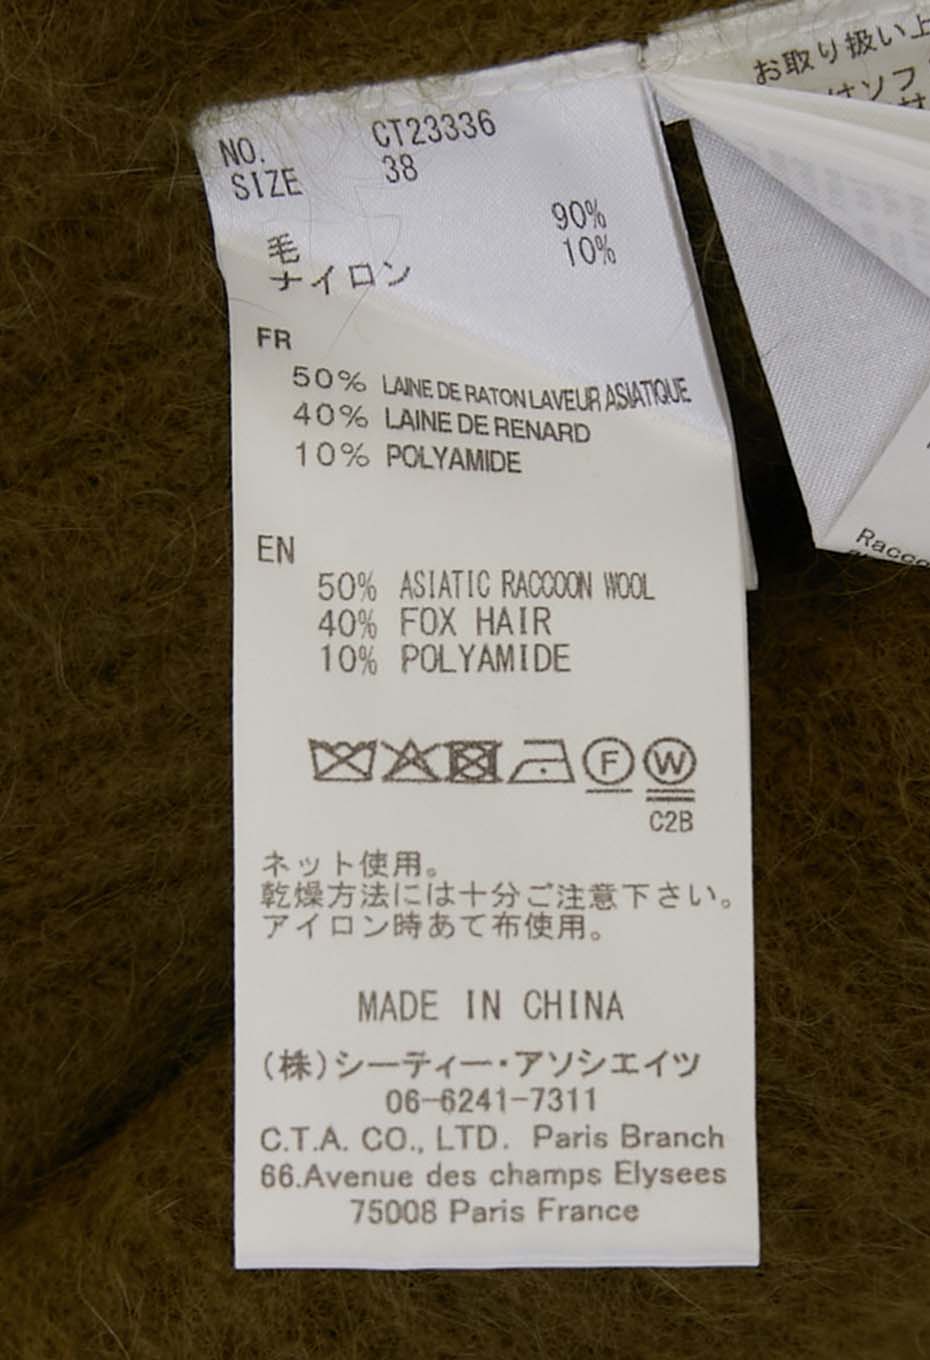 NO. CT23336
SIZE 38
毛 90%
ナイロン 10%
FR
50% LAINE DE RATON LAVEUR ASIATIQUE
40% LAINE DE RENARD
10% POLYAMIDE
EN
50% ASIATIC RACCOON WOOL
40% FOX HAIR
10% POLYAMIDE
F W
C2B
ネット使用。
乾燥方法には十分ご注意下さい。
アイロン時あて布使用。
MADE IN CHINA
(株)シーティー・アソシエイツ
06-6241-7311
C.T.A. CO., LTD. Paris Branch
66.Avenue des champs Elysees
75008 Paris France
お取り扱い上
はソフ
Racco